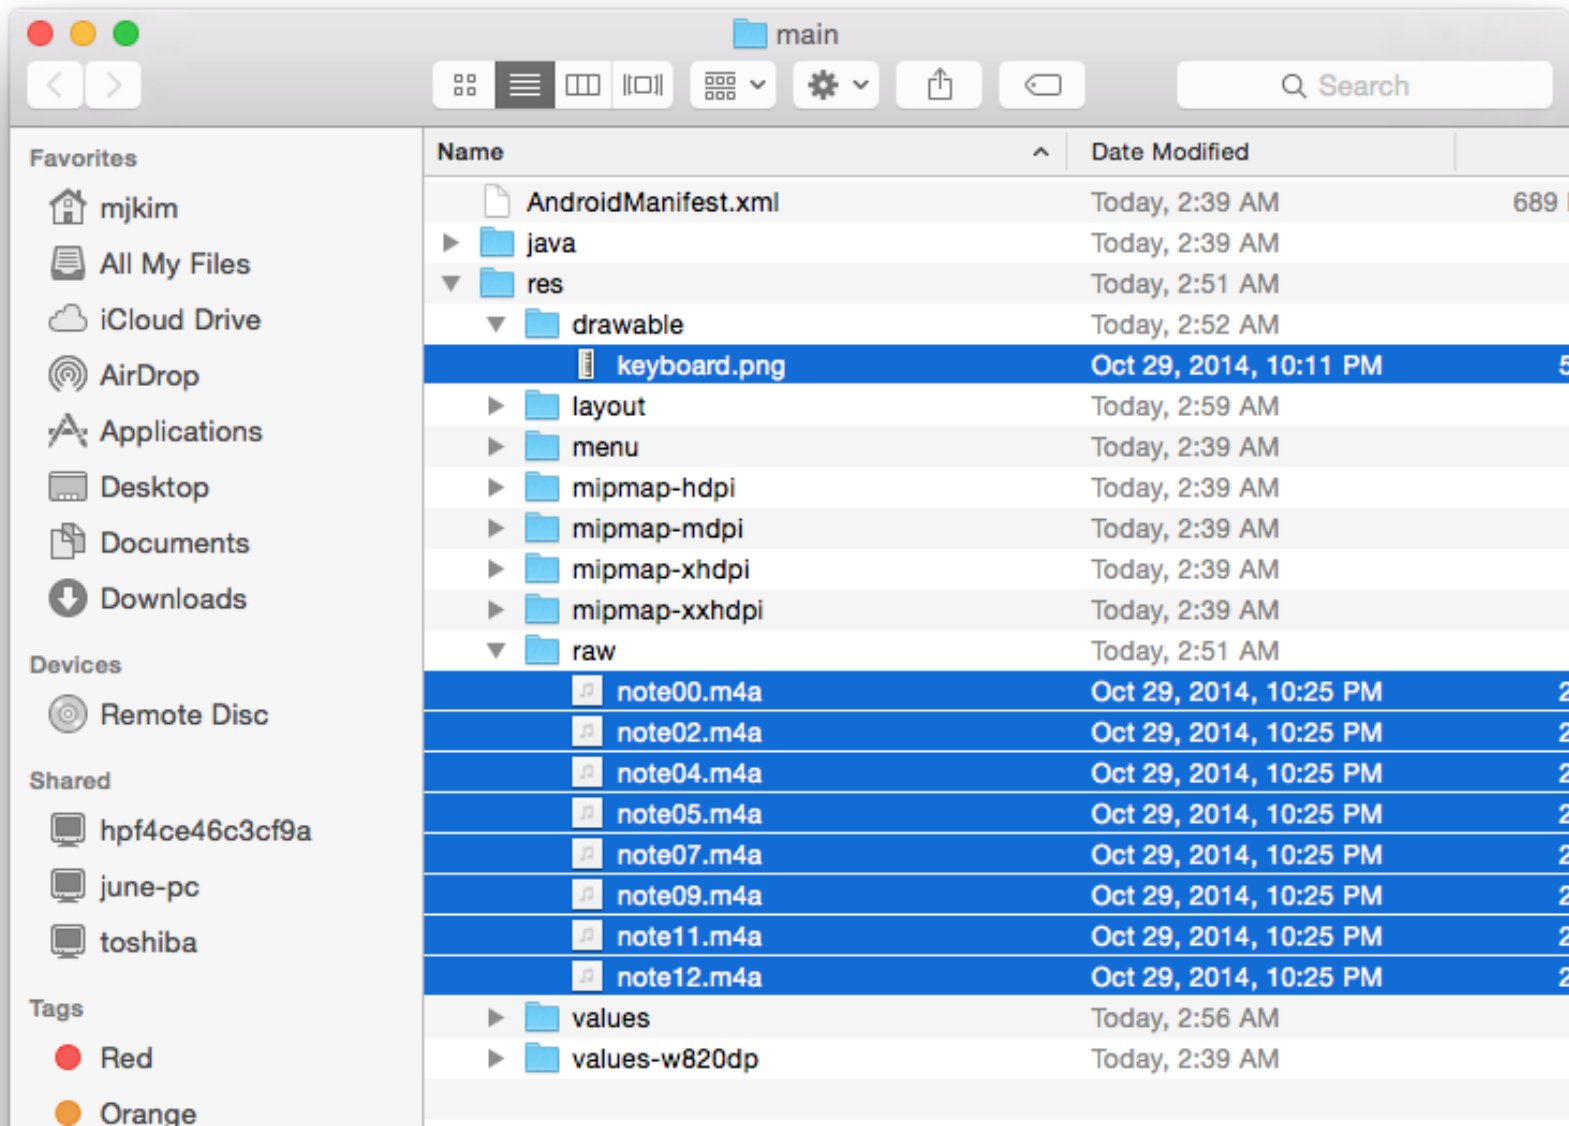 main
Search
Favorites
mjkim
All My Files
iCloud Drive
AirDrop
Applications
Desktop
Documents
Downloads
Devices
Remote Disc
Shared
hpf4ce46c3cf9a
june-pc
toshiba
Tags
Red
Orange
Name Date Modified
AndroidManifest.xml Today, 2:39 AM 689
java Today, 2:39 AM
res Today, 2:51 AM
drawable Today, 2:52 AM
keyboard.png Oct 29, 2014, 10:11 PM 5
layout Today, 2:59 AM
menu Today, 2:39 AM
mipmap-hdpi Today, 2:39 AM
mipmap-mdpi Today, 2:39 AM
mipmap-xhdpi Today, 2:39 AM
mipmap-xxhdpi Today, 2:39 AM
raw Today, 2:51 AM
note00.m4a Oct 29, 2014, 10:25 PM 2
note02.m4a Oct 29, 2014, 10:25 PM 2
note04.m4a Oct 29, 2014, 10:25 PM 2
note05.m4a Oct 29, 2014, 10:25 PM 2
note07.m4a Oct 29, 2014, 10:25 PM 2
note09.m4a Oct 29, 2014, 10:25 PM 2
note11.m4a Oct 29, 2014, 10:25 PM 2
note12.m4a Oct 29, 2014, 10:25 PM 2
values Today, 2:56 AM
values-w820dp Today, 2:39 AM